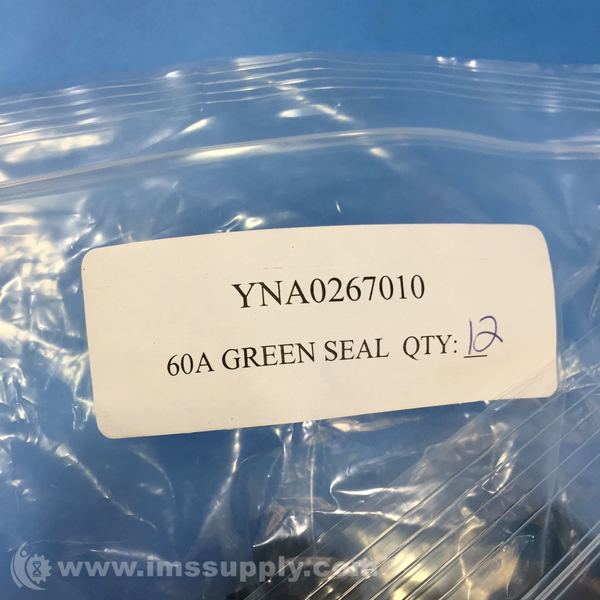 YNA0267010
60A GREEN SEAL QTY: 12
www.imssupply.com